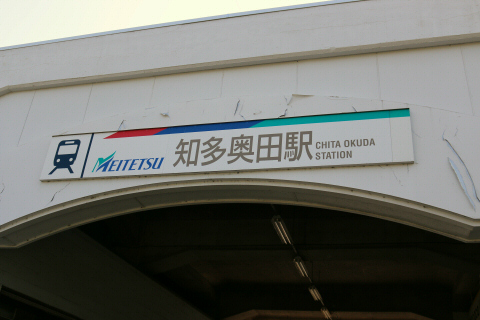 MEITETSU 知多奥田駅 CHITA OKUDA
STATION